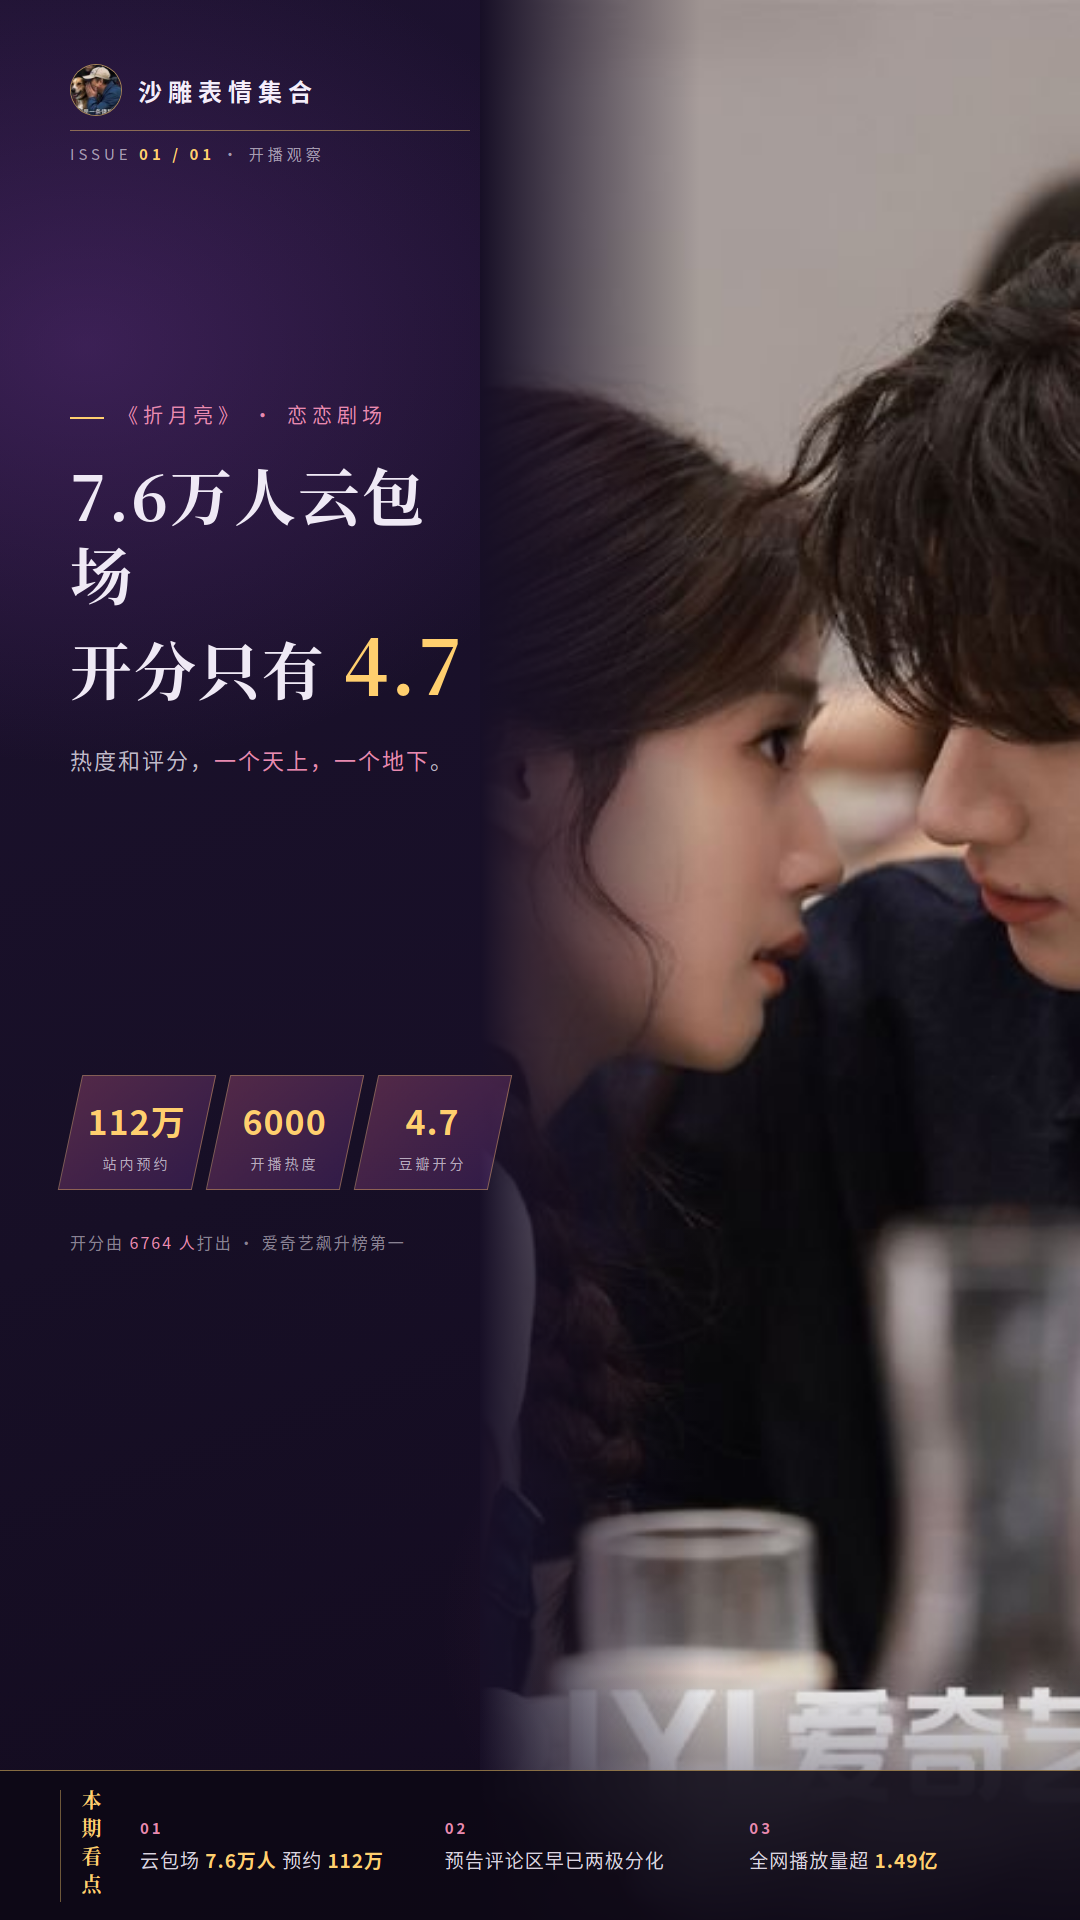 沙雕表情集合
ISSUE 01 / 01 · 开播观察
《折月亮》 · 恋恋剧场
7.6万人云包
场
开分只有 4.7
热度和评分，一个天上，一个地下。
112万
站内预约
6000
开播热度
4.7
豆瓣开分
开分由 6764 人打出 · 爱奇艺飙升榜第一
爱奇艺
本期看点
01
云包场 7.6万人 预约 112万
02
预告评论区早已两极分化
03
全网播放量超 1.49亿